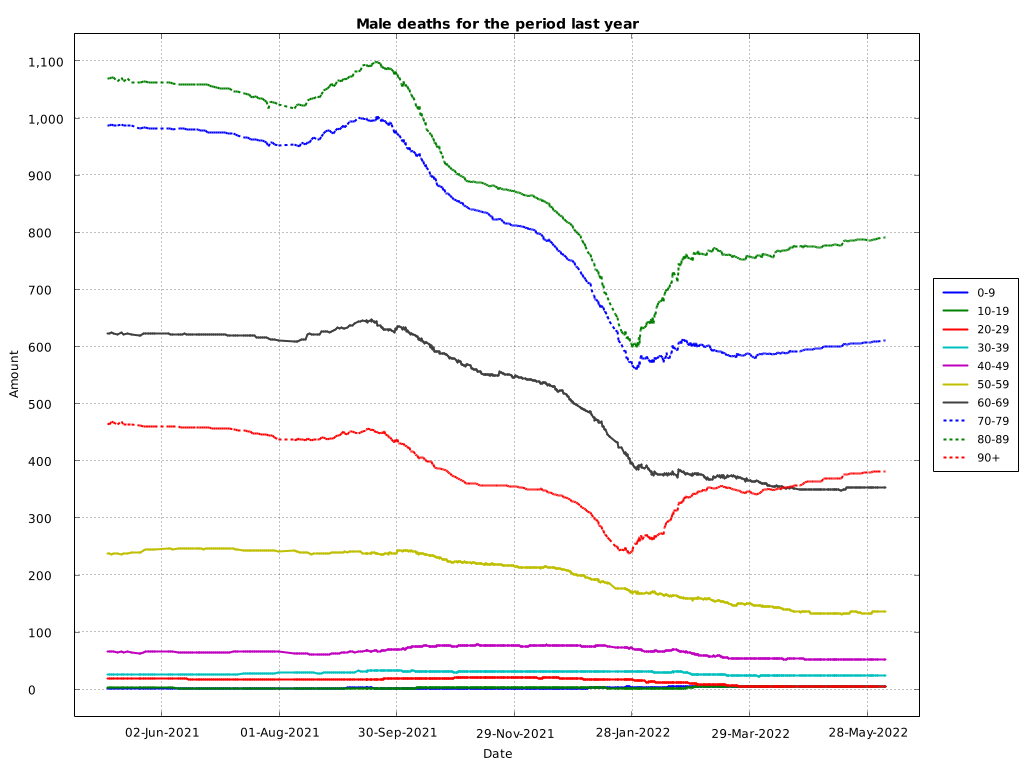 Male deaths for the period last year
1,100
1,000
900
800
700
600
500
400
300
200
100
0
Amount
02-Jun-2021
01-Aug-2021
30-Sep-2021
29-Nov-2021
28-Jan-2022
29-Mar-2022
28-May-2022
Date
0-9
10-19
20-29
30-39
40-49
50-59
60-69
70-79
80-89
90+